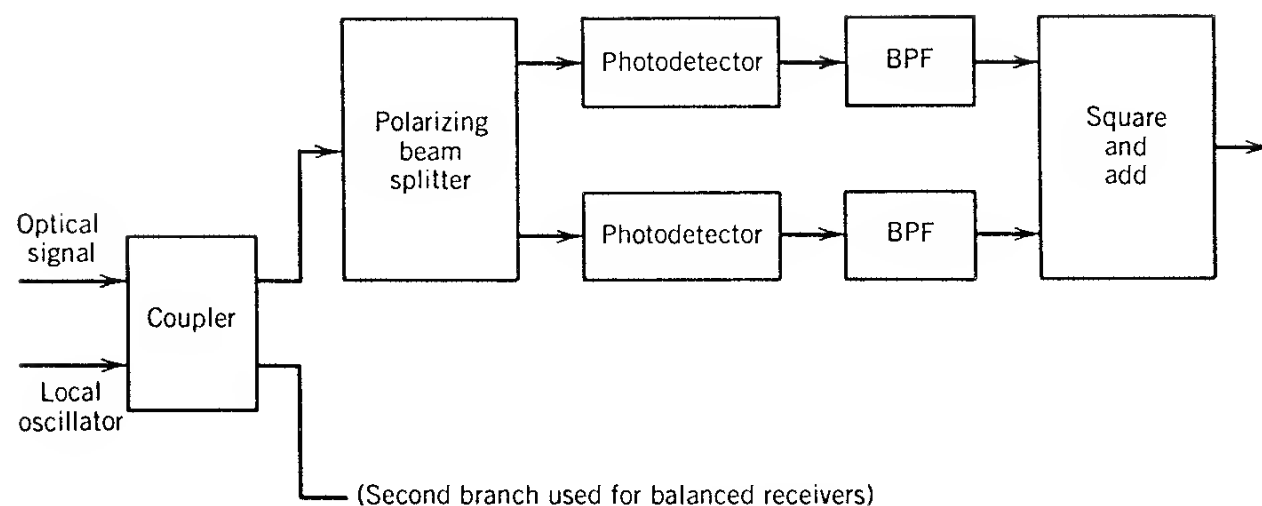 Photodetector
BPF
Polarizing
beam
splitter
Square
and
add
Photodetector
BPF
Optical
signal
Coupler
Local
oscillator
(Second branch used for balanced receivers)